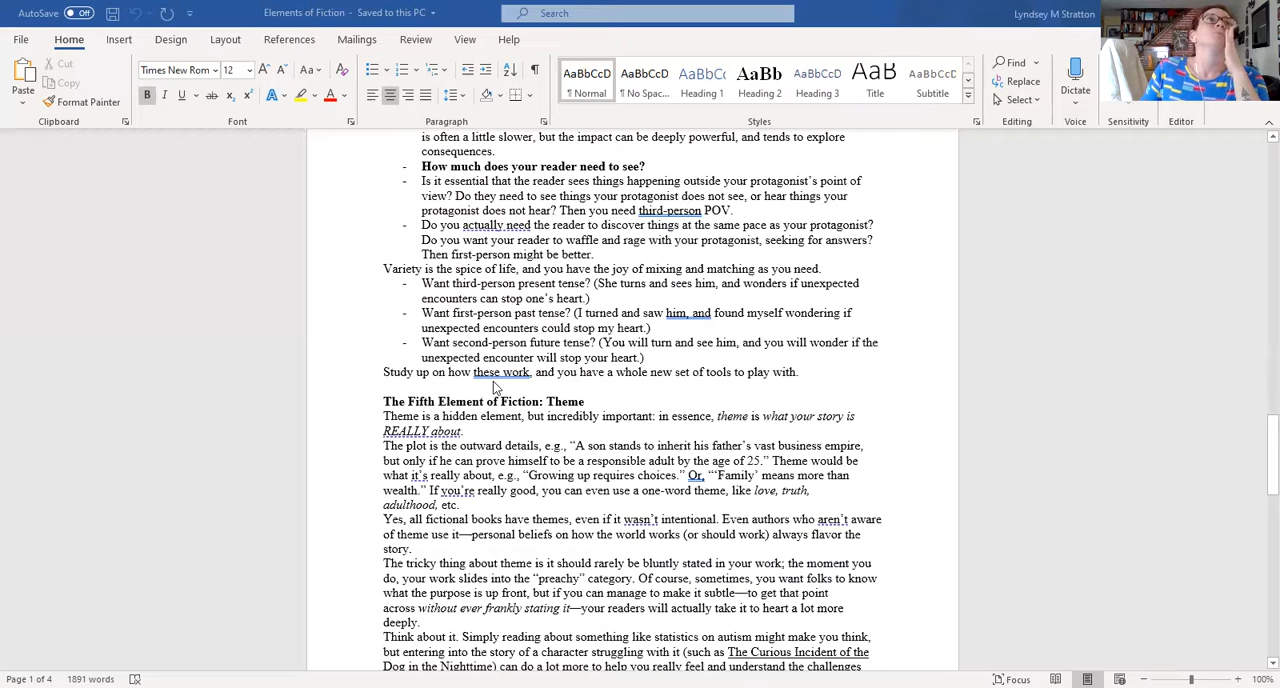 AutoSave Off Elements of Fiction - Saved to this PC Search Lyndsey M Stratton
File Home Insert Design Layout References Mailings Review View Help
Paste Cut Copy Format Painter Clipboard
Times New Rom 12 Aa B I U ab x₂ x² A A Font
Paragraph
AaBbCcD ¶ Normal AaBbCcD ¶ No Spac... AaBbCc Heading 1 AaBb Heading 2 AaBbCcD Heading 3 AaB Title AaBbCcD Subtitle Styles
Find Replace Select Editing
Dictate Voice Sensitivity Editor
is often a little slower, but the impact can be deeply powerful, and tends to explore
consequences.
- How much does your reader need to see?
- Is it essential that the reader sees things happening outside your protagonist's point of
view? Do they need to see things your protagonist does not see, or hear things your
protagonist does not hear? Then you need third-person POV.
- Do you actually need the reader to discover things at the same pace as your protagonist?
Do you want your reader to waffle and rage with your protagonist, seeking for answers?
Then first-person might be better.
Variety is the spice of life, and you have the joy of mixing and matching as you need.
- Want third-person present tense? (She turns and sees him, and wonders if unexpected
encounters can stop one's heart.)
- Want first-person past tense? (I turned and saw him, and found myself wondering if
unexpected encounters could stop my heart.)
- Want second-person future tense? (You will turn and see him, and you will wonder if the
unexpected encounter will stop your heart.)
Study up on how these work, and you have a whole new set of tools to play with.
The Fifth Element of Fiction: Theme
Theme is a hidden element, but incredibly important: in essence, theme is what your story is
REALLY about.
The plot is the outward details, e.g., “A son stands to inherit his father's vast business empire,
but only if he can prove himself to be a responsible adult by the age of 25.” Theme would be
what it's really about, e.g., “Growing up requires choices.” Or, “‘Family’ means more than
wealth.” If you're really good, you can even use a one-word theme, like love, truth,
adulthood, etc.
Yes, all fictional books have themes, even if it wasn't intentional. Even authors who aren't aware
of theme use it—personal beliefs on how the world works (or should work) always flavor the
story.
The tricky thing about theme is it should rarely be bluntly stated in your work; the moment you
do, your work slides into the “preachy” category. Of course, sometimes, you want folks to know
what the purpose is up front, but if you can manage to make it subtle—to get that point
across without ever frankly stating it—your readers will actually take it to heart a lot more
deeply.
Think about it. Simply reading about something like statistics on autism might make you think,
but entering into the story of a character struggling with it (such as The Curious Incident of the
Dog in the Nighttime) can do a lot more to help you really feel and understand the challenges
Page 1 of 4 1891 words Focus 100%